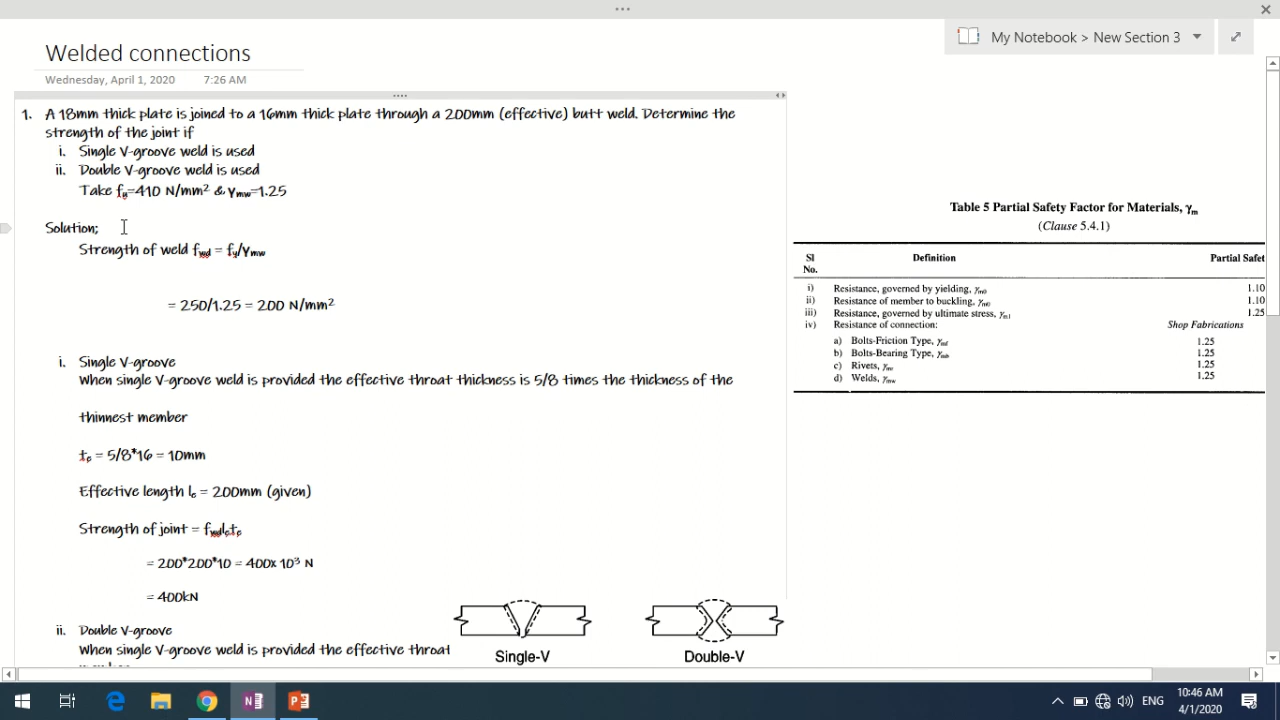 My Notebook > New Section 3
Welded connections
Wednesday, April 1, 2020 7:26 AM
1. A 18mm thick plate is joined to a 16mm thick plate through a 200mm (effective) butt weld. Determine the
strength of the joint if
i. Single V-groove weld is used
ii. Double V-groove weld is used
Take fu=410 N/mm² & γmw=1.25
Solution;
Strength of weld fwd = fy/γmw
= 250/1.25 = 200 N/mm²
i. Single V-groove
When single V-groove weld is provided the effective throat thickness is 5/8 times the thickness of the
thinnest member
te = 5/8*16 = 10mm
Effective length le = 200mm (given)
Strength of joint = fwdlete
= 200*200*10 = 400x 10³ N
= 400kN
ii. Double V-groove
When single V-groove weld is provided the effective throat
Single-V Double-V
Table 5 Partial Safety Factor for Materials, γm
(Clause 5.4.1)
Sl Definition Partial Safet
No.
i) Resistance, governed by yielding, γm0 1.10
ii) Resistance of member to buckling, γm0 1.10
iii) Resistance, governed by ultimate stress, γm1 1.25
iv) Resistance of connection: Shop Fabrications
a) Bolts-Friction Type, γmf 1.25
b) Bolts-Bearing Type, γmb 1.25
c) Rivets, γmr 1.25
d) Welds, γmw 1.25
ENG
10:46 AM
4/1/2020